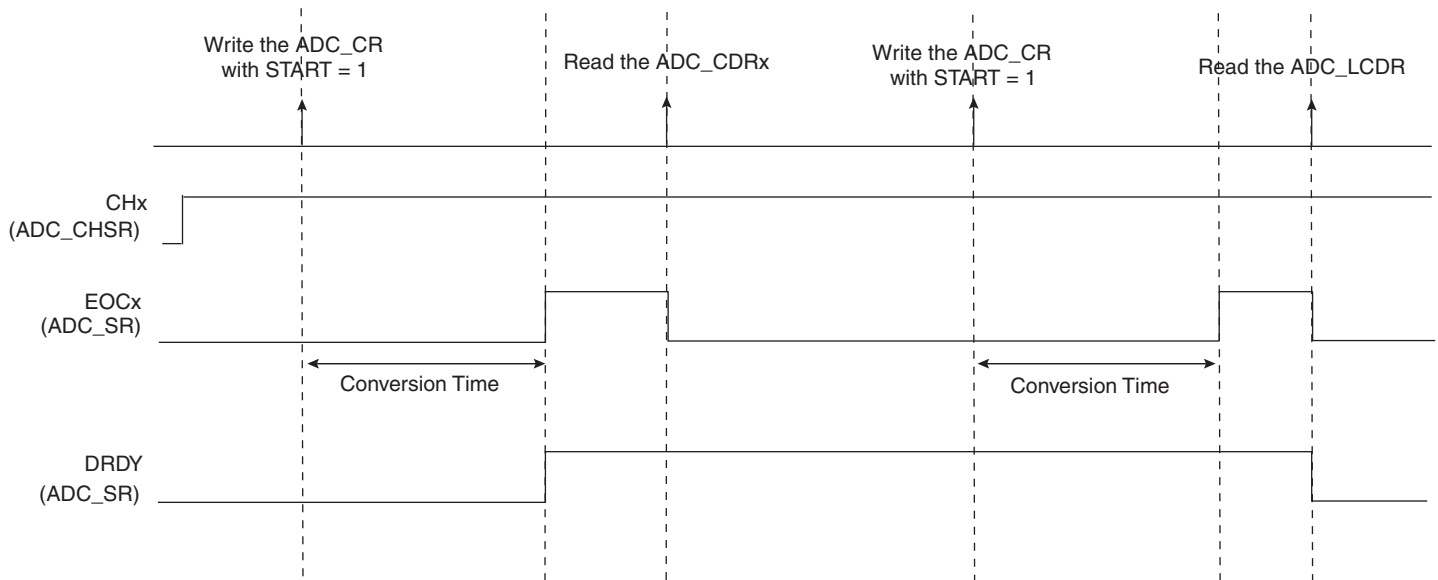 Write the ADC_CR
with START = 1
Read the ADC_CDRx
Write the ADC_CR
with START = 1
Read the ADC_LCDR
CHx
(ADC_CHSR)
EOCx
(ADC_SR)
Conversion Time
Conversion Time
DRDY
(ADC_SR)